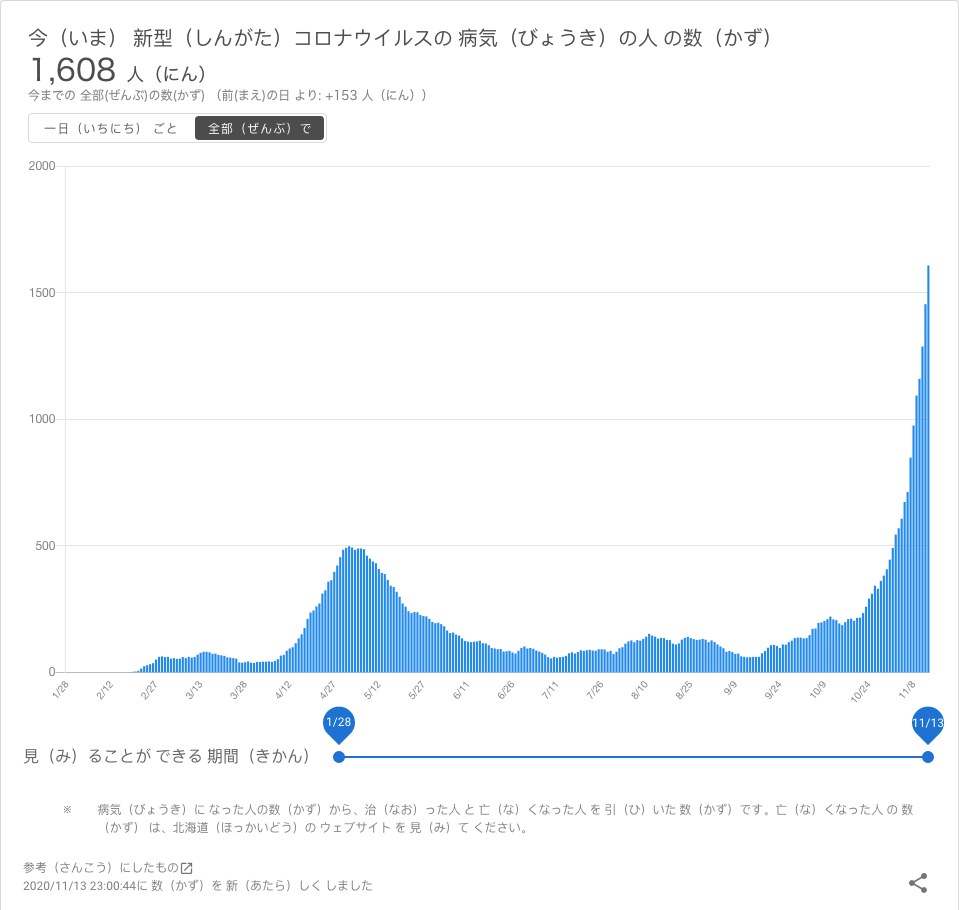 今（いま） 新型（しんがた）コロナウイルスの 病気（びょうき）の人 の数（かず）
1,608 人（にん）
今までの 全部(ぜんぶ)の数(かず) （前(まえ)の日 より: +153 人（にん））
一日（いちにち） ごと 全部（ぜんぶ）で
2000
1500
1000
500
0
1/28 2/12 2/27 3/13 3/28 4/12 4/27 5/12 5/27 6/11 6/26 7/11 7/26 8/10 8/25 9/9 9/24 10/9 10/24 11/8
1/28 11/13
見（み）ることが できる 期間（きかん）
※ 病気（びょうき）に なった人の数（かず）から、治（なお）った人 と 亡（な）くなった人 を 引（ひ）いた 数（かず）です。亡（な）くなった人 の 数
（かず） は、北海道（ほっかいどう）の ウェブサイト を 見（み）て ください。
参考（さんこう）にしたもの
2020/11/13 23:00:44に 数（かず）を 新（あたら）しく しました